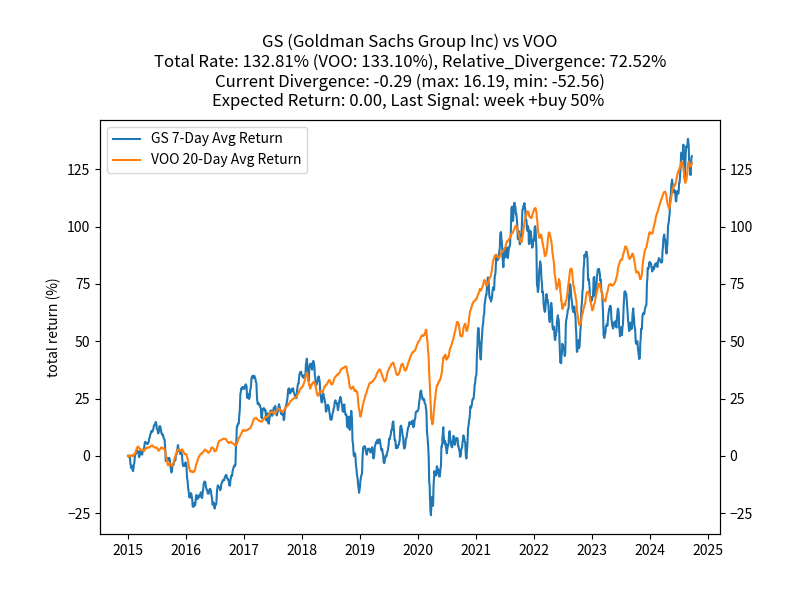 GS (Goldman Sachs Group Inc) vs VOO
Total Rate: 132.81% (VOO: 133.10%), Relative_Divergence: 72.52%
Current Divergence: -0.29 (max: 16.19, min: -52.56)
Expected Return: 0.00, Last Signal: week +buy 50%
GS 7-Day Avg Return
VOO 20-Day Avg Return
total return (%)
125
100
75
50
25
0
−25
125
100
75
50
25
0
−25
2015 2016 2017 2018 2019 2020 2021 2022 2023 2024 2025